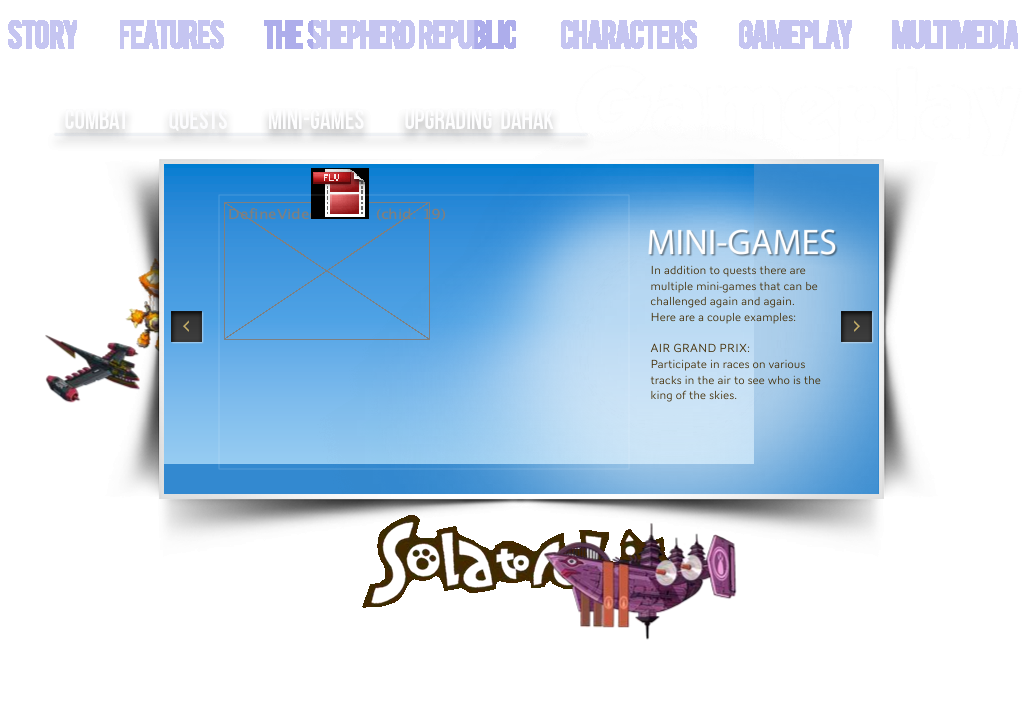 STORY
FEATURES
THE SHEPHERD REPUBLIC
CHARACTERS
GAMEPLAY
MULTIMEDIA
COMBAT
QUESTS
MINI-GAMES
UPGRADING DAHAK
FLV
(chid: 19)
MINI-GAMES
In addition to quests there are
multiple mini-games that can be
challenged again and again.
Here are a couple examples:
AIR GRAND PRIX:
Participate in races on various
tracks in the air to see who is the
king of the skies.
Solato